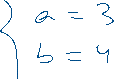 a = 3
b = 4